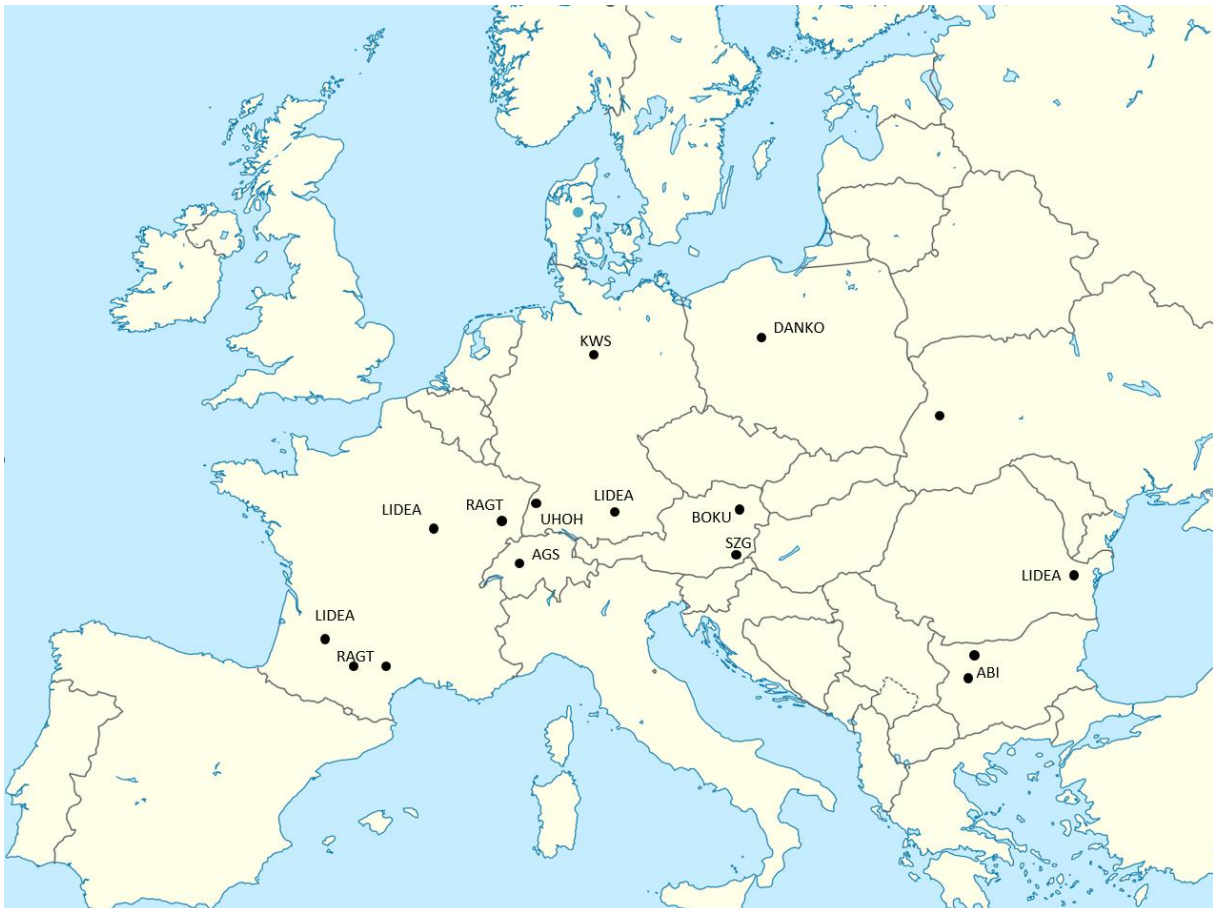 DANKO
KWS
LIDEA
RAGT
LIDEA
UHOH
BOKU
SZG
AGS
LIDEA
LIDEA
RAGT
ABI